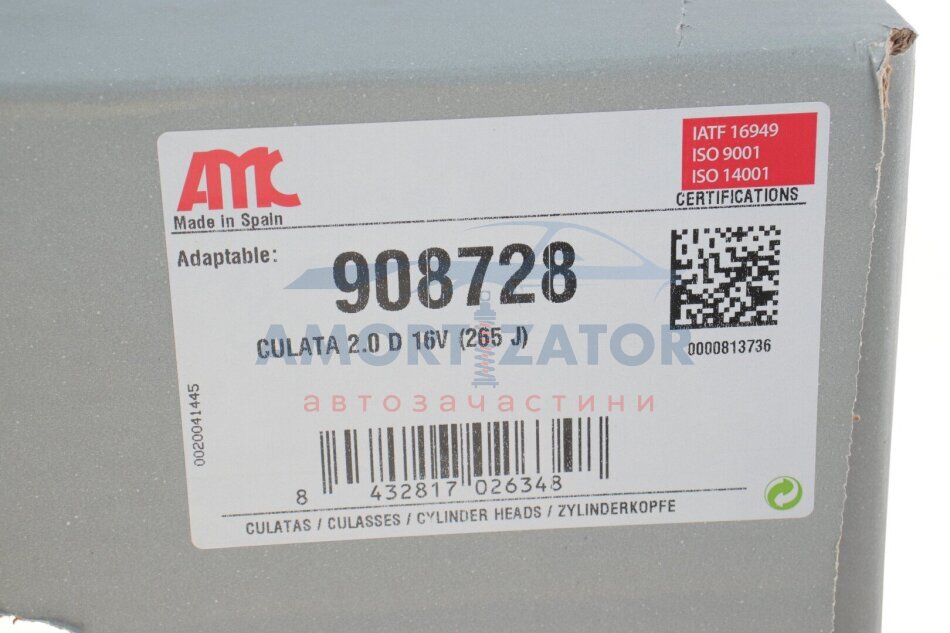 AMC
Made in Spain
IATF 16949
ISO 9001
ISO 14001
CERTIFICATIONS
Adaptable:
908728
CULATA 2.0 D 16V (265 J)
0000813736
AMORTIZATOR
автозачастини
0020041445
8 432817 026348
CULATAS / CULASSES / CYLINDER HEADS / ZYLINDERKOPFE